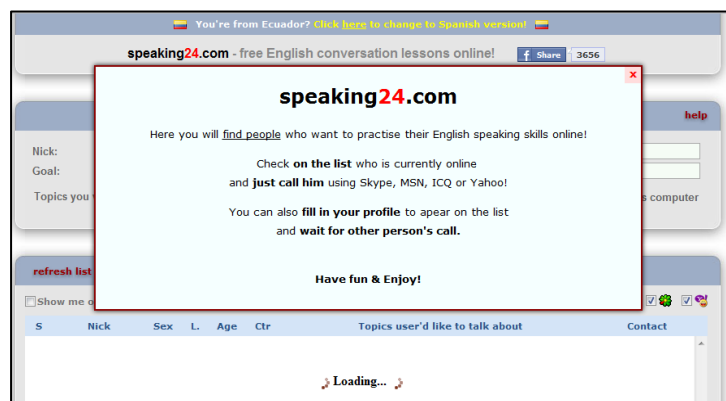 You're from Ecuador? Click here to change to Spanish version!
speaking24.com - free English conversation lessons online!
f Share 3656
x
speaking24.com
help
Here you will find people who want to practise their English speaking skills online!
Nick:
Check on the list who is currently online
Goal:
and just call him using Skype, MSN, ICQ or Yahoo!
Topics you
computer
You can also fill in your profile to apear on the list
and wait for other person's call.
refresh list
Have fun & Enjoy!
Show me
S Nick Sex L. Age Ctr Topics user'd like to talk about Contact
Loading...